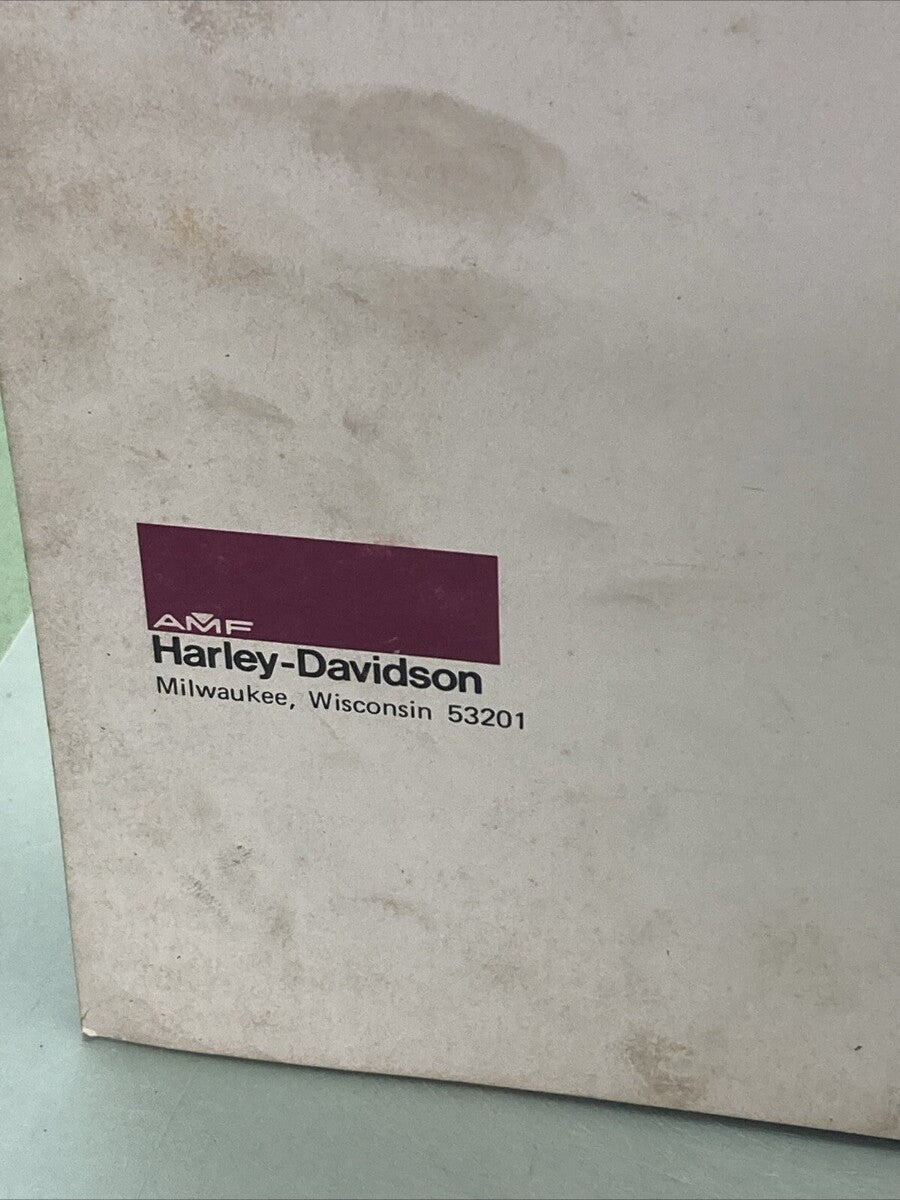 AMF
Harley-Davidson
Milwaukee, Wisconsin 53201